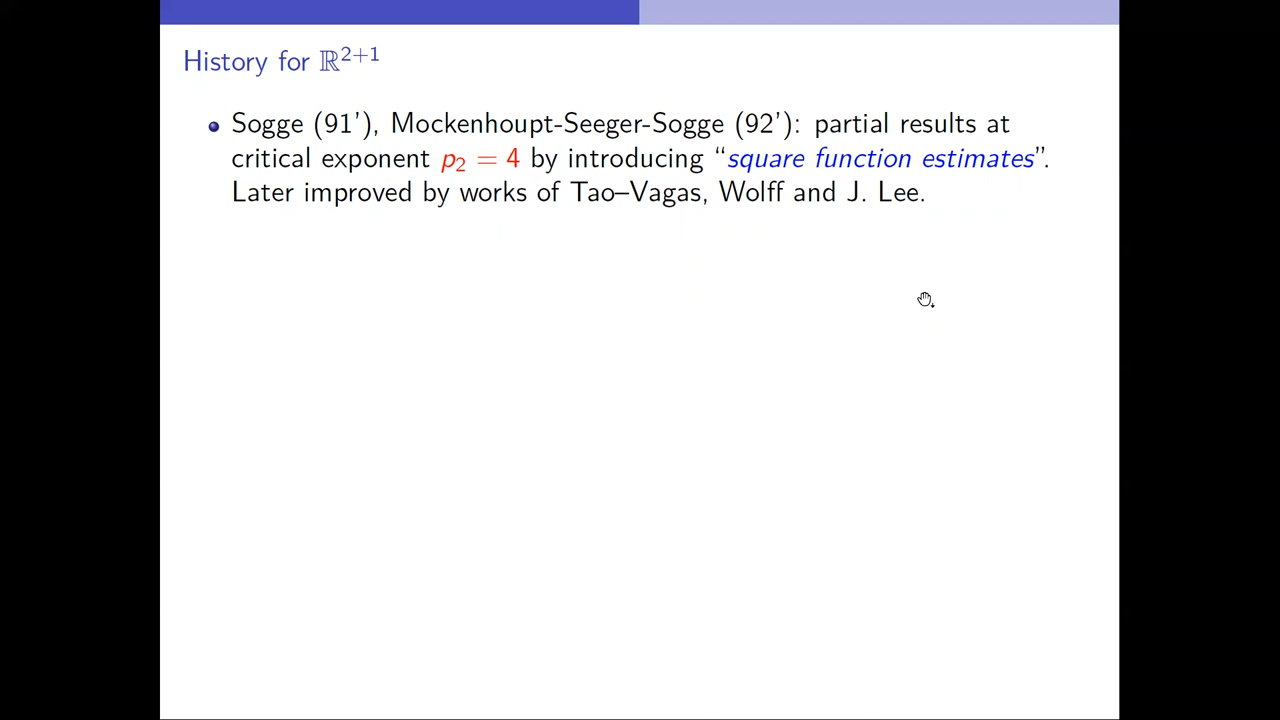 History for ℝ²⁺¹
Sogge (91'), Mockenhoupt-Seeger-Sogge (92'): partial results at
critical exponent p₂ = 4 by introducing “square function estimates”.
Later improved by works of Tao–Vagas, Wolff and J. Lee.